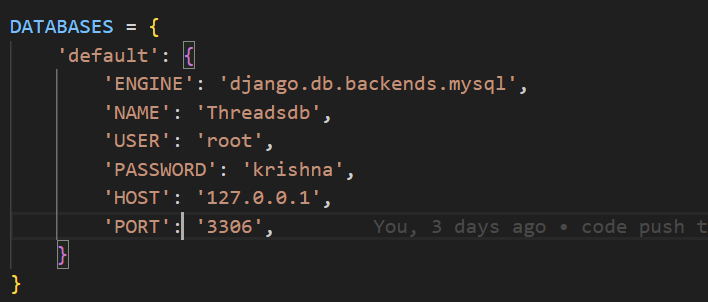 DATABASES = {
'default': {
'ENGINE': 'django.db.backends.mysql',
'NAME': 'Threadsdb',
'USER': 'root',
'PASSWORD': 'krishna',
'HOST': '127.0.0.1',
'PORT': '3306', You, 3 days ago • code push
}
}